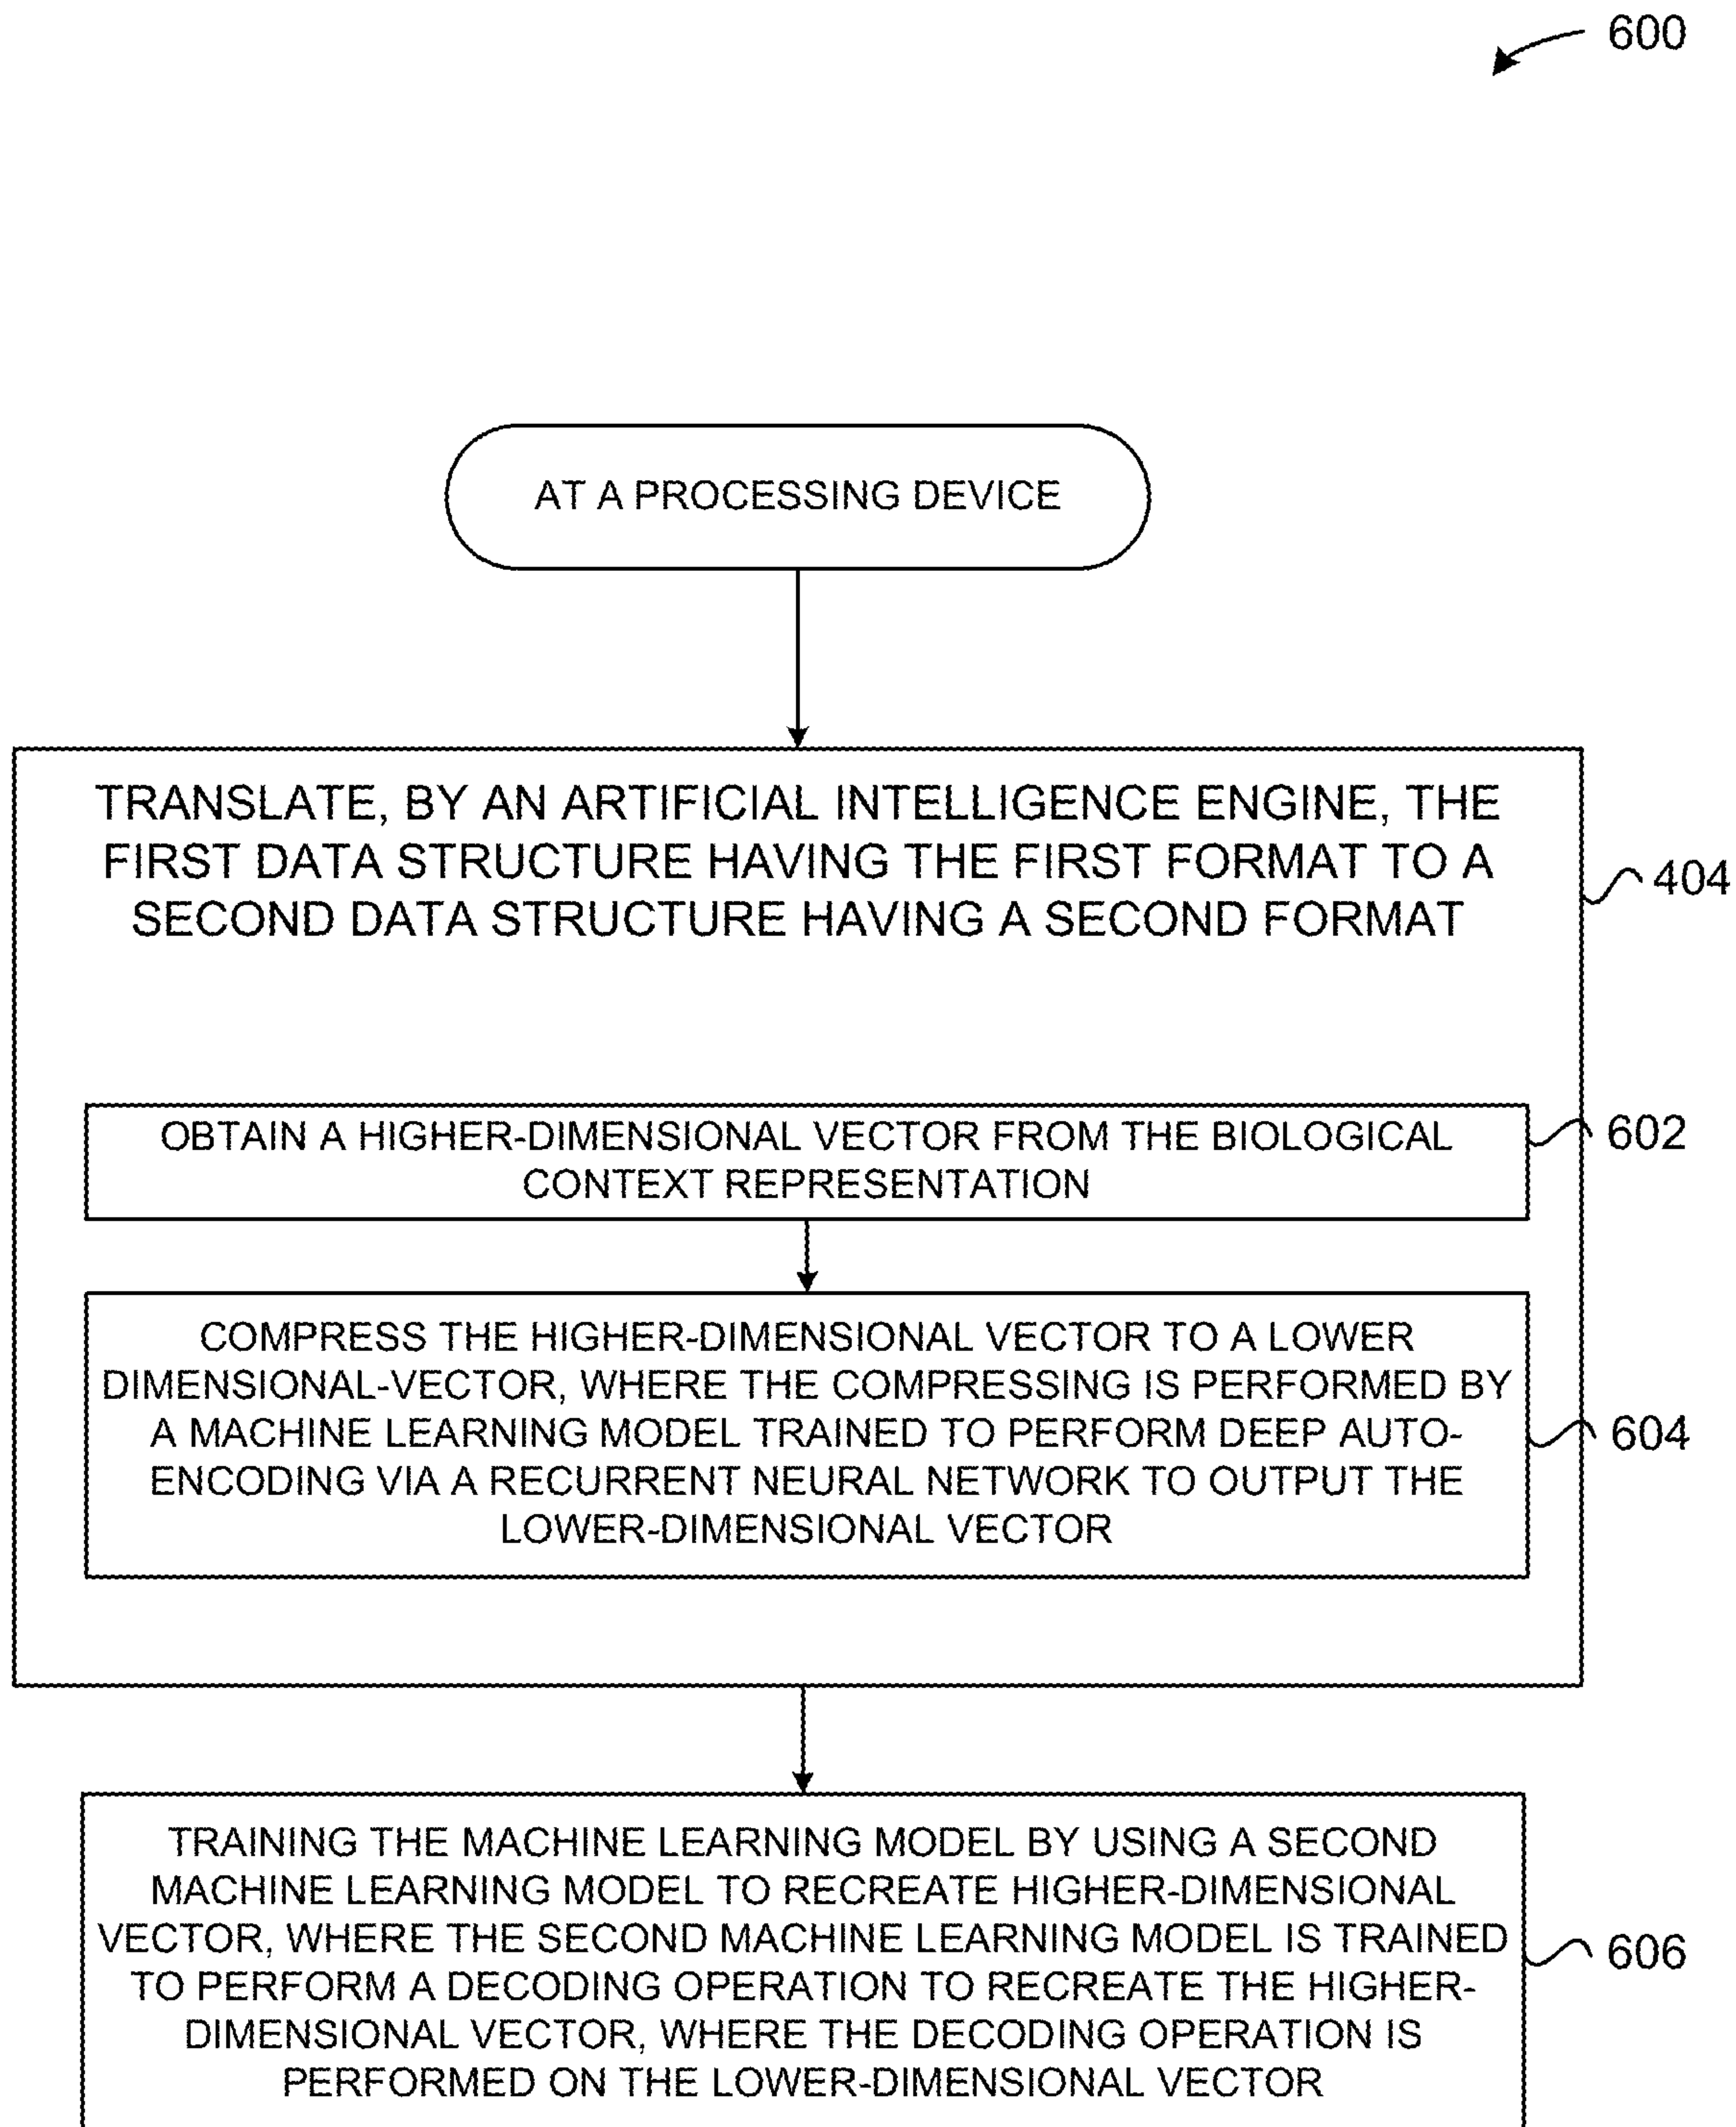 600
AT A PROCESSING DEVICE
TRANSLATE, BY AN ARTIFICIAL INTELLIGENCE ENGINE, THE
FIRST DATA STRUCTURE HAVING THE FIRST FORMAT TO A
SECOND DATA STRUCTURE HAVING A SECOND FORMAT
404
OBTAIN A HIGHER-DIMENSIONAL VECTOR FROM THE BIOLOGICAL
CONTEXT REPRESENTATION
602
COMPRESS THE HIGHER-DIMENSIONAL VECTOR TO A LOWER
DIMENSIONAL-VECTOR, WHERE THE COMPRESSING IS PERFORMED BY
A MACHINE LEARNING MODEL TRAINED TO PERFORM DEEP AUTO-
ENCODING VIA A RECURRENT NEURAL NETWORK TO OUTPUT THE
LOWER-DIMENSIONAL VECTOR
604
TRAINING THE MACHINE LEARNING MODEL BY USING A SECOND
MACHINE LEARNING MODEL TO RECREATE HIGHER-DIMENSIONAL
VECTOR, WHERE THE SECOND MACHINE LEARNING MODEL IS TRAINED
TO PERFORM A DECODING OPERATION TO RECREATE THE HIGHER-
DIMENSIONAL VECTOR, WHERE THE DECODING OPERATION IS
PERFORMED ON THE LOWER-DIMENSIONAL VECTOR
606